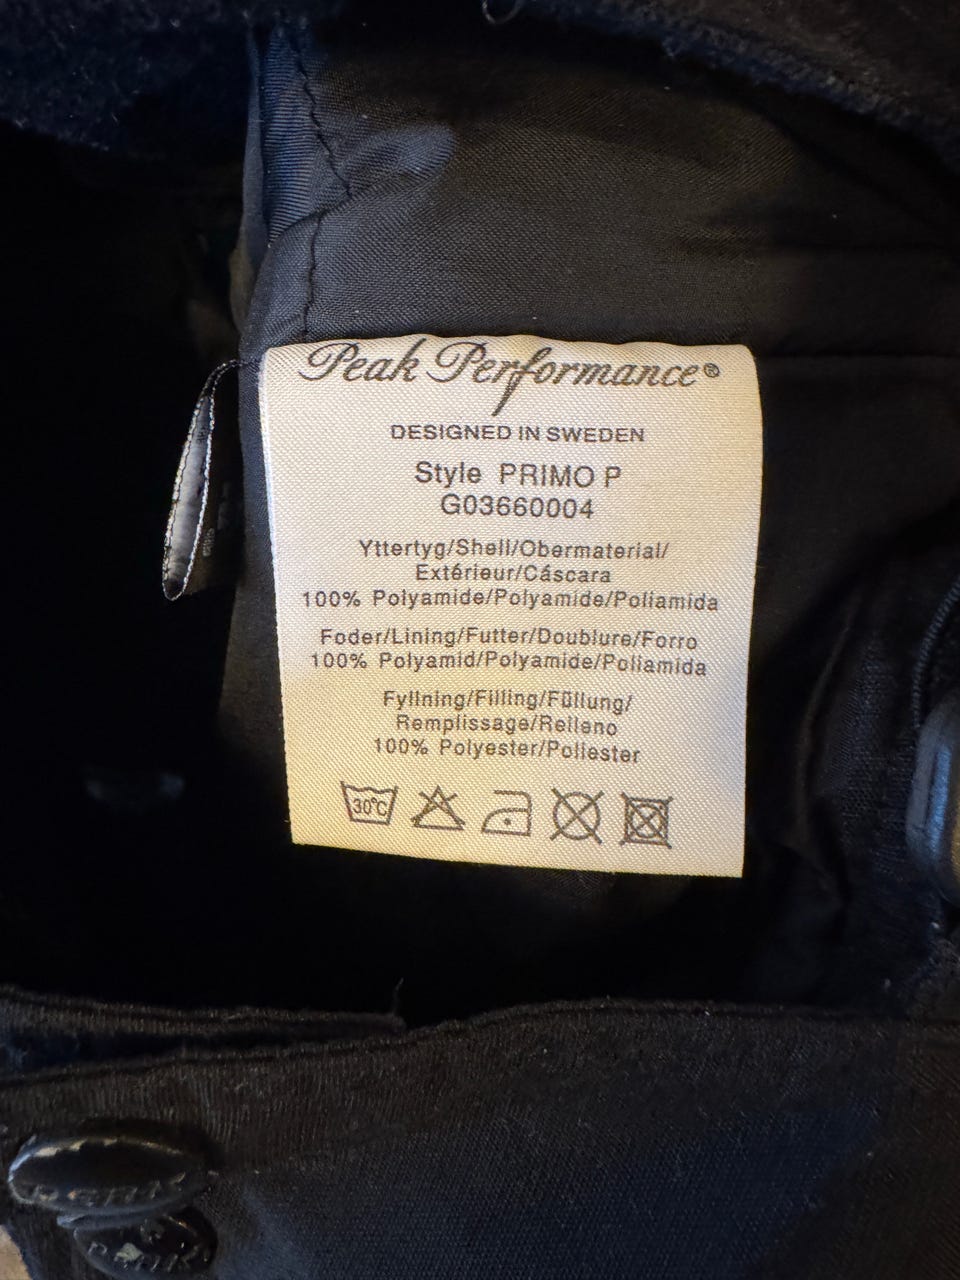 Peak Performance®
DESIGNED IN SWEDEN
Style PRIMO P
G03660004
Yttertyg/Shell/Obermaterial/
Extérieur/Cáscara
100% Polyamide/Polyamide/Poliamida
Foder/Lining/Futter/Doublure/Forro
100% Polyamid/Polyamide/Poliamida
Fyllning/Filling/Füllung/
Remplissage/Relleno
100% Polyester/Poliester
30°C